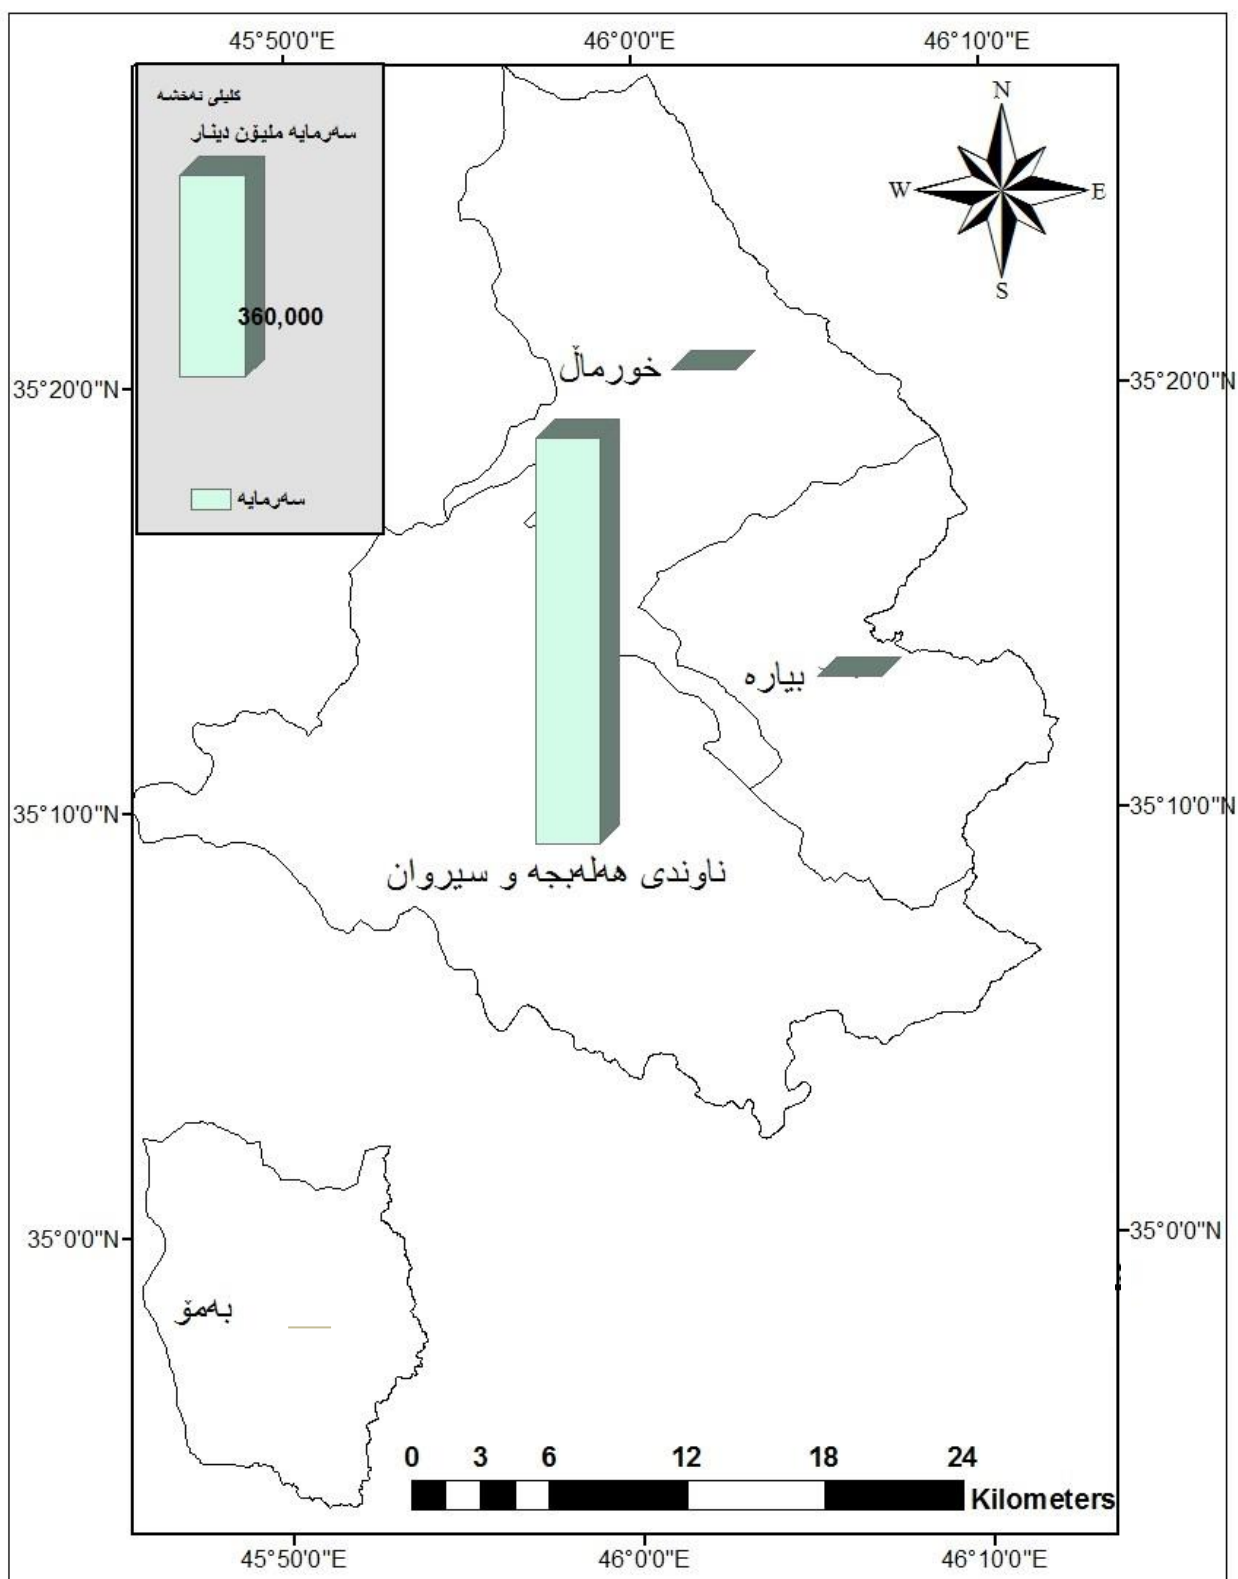 45°50'0"E 46°0'0"E 46°10'0"E
کلیلی نەخشە
سەرمایە ملیۆن دینار
360,000
سەرمایە
N
W E
S
35°20'0"N 35°20'0"N
خورماڵ
بیارە
35°10'0"N 35°10'0"N
ناوندی هەلەبجە و سیروان
35°0'0"N 35°0'0"N
بەمۆ
0 3 6 12 18 24
Kilometers
45°50'0"E 46°0'0"E 46°10'0"E